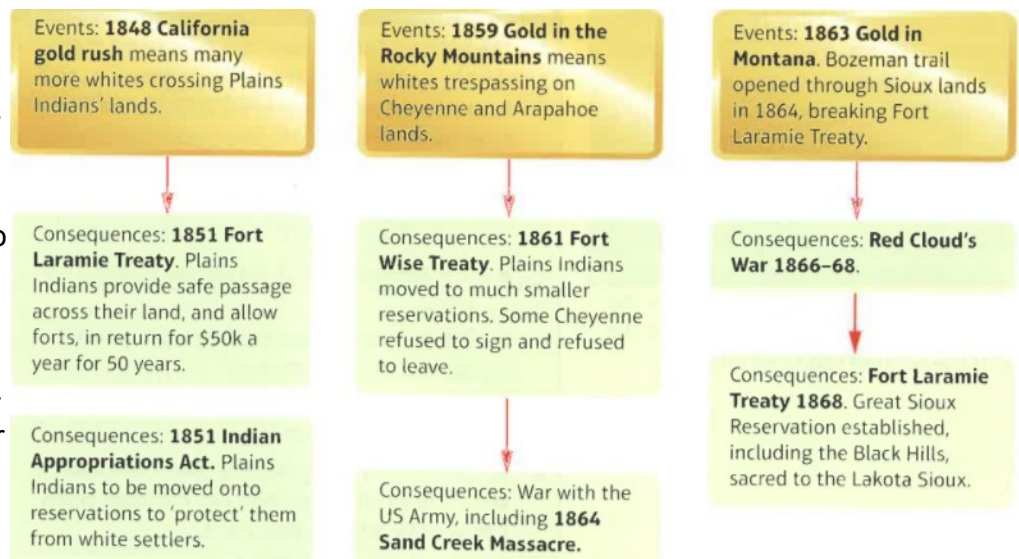 Events: 1848 California
gold rush means many
more whites crossing Plains
Indians' lands.
Consequences: 1851 Fort
Laramie Treaty. Plains
Indians provide safe passage
across their land, and allow
forts, in return for $50k a
year for 50 years.
Consequences: 1851 Indian
Appropriations Act. Plains
Indians to be moved onto
reservations to 'protect' them
from white settlers.
Events: 1859 Gold in the
Rocky Mountains means
whites trespassing on
Cheyenne and Arapahoe
lands.
Consequences: 1861 Fort
Wise Treaty. Plains Indians
moved to much smaller
reservations. Some Cheyenne
refused to sign and refused
to leave.
Consequences: War with the
US Army, including 1864
Sand Creek Massacre.
Events: 1863 Gold in
Montana. Bozeman trail
opened through Sioux lands
in 1864, breaking Fort
Laramie Treaty.
Consequences: Red Cloud's
War 1866–68.
Consequences: Fort Laramie
Treaty 1868. Great Sioux
Reservation established,
including the Black Hills,
sacred to the Lakota Sioux.